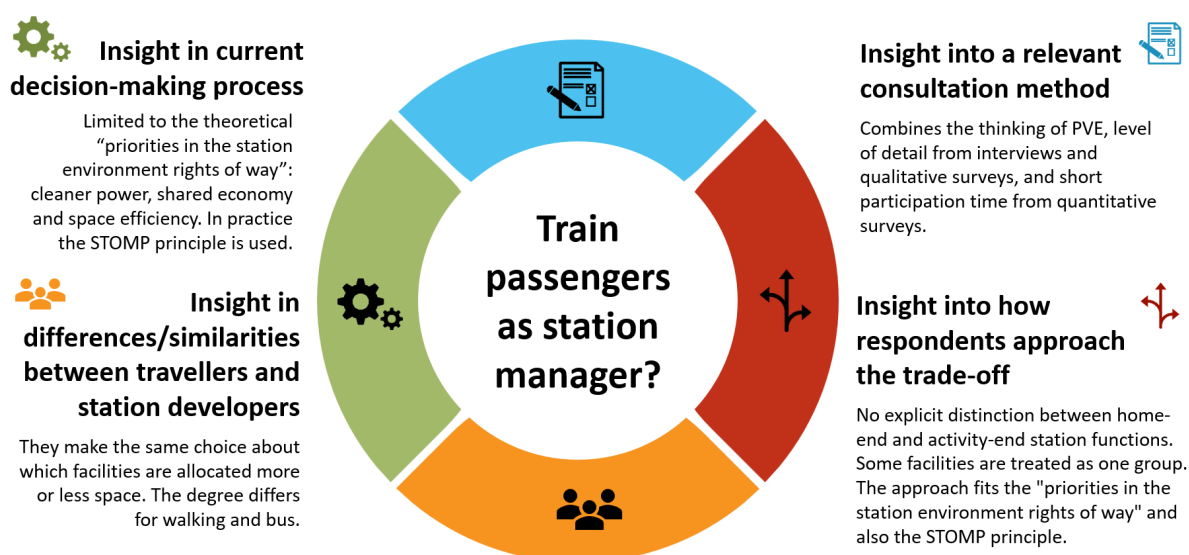 Insight in current
decision-making process
Limited to the theoretical
“priorities in the station
environment rights of way”:
cleaner power, shared economy
and space efficiency. In practice
the STOMP principle is used.
Insight in
differences/similarities
between travellers and
station developers
They make the same choice about
which facilities are allocated more
or less space. The degree differs
for walking and bus.
Train
passengers
as station
manager?
Insight into a relevant
consultation method
Combines the thinking of PVE, level
of detail from interviews and
qualitative surveys, and short
participation time from quantitative
surveys.
Insight into how
respondents approach
the trade-off
No explicit distinction between home-
end and activity-end station functions.
Some facilities are treated as one group.
The approach fits the "priorities in the
station environment rights of way" and
also the STOMP principle.